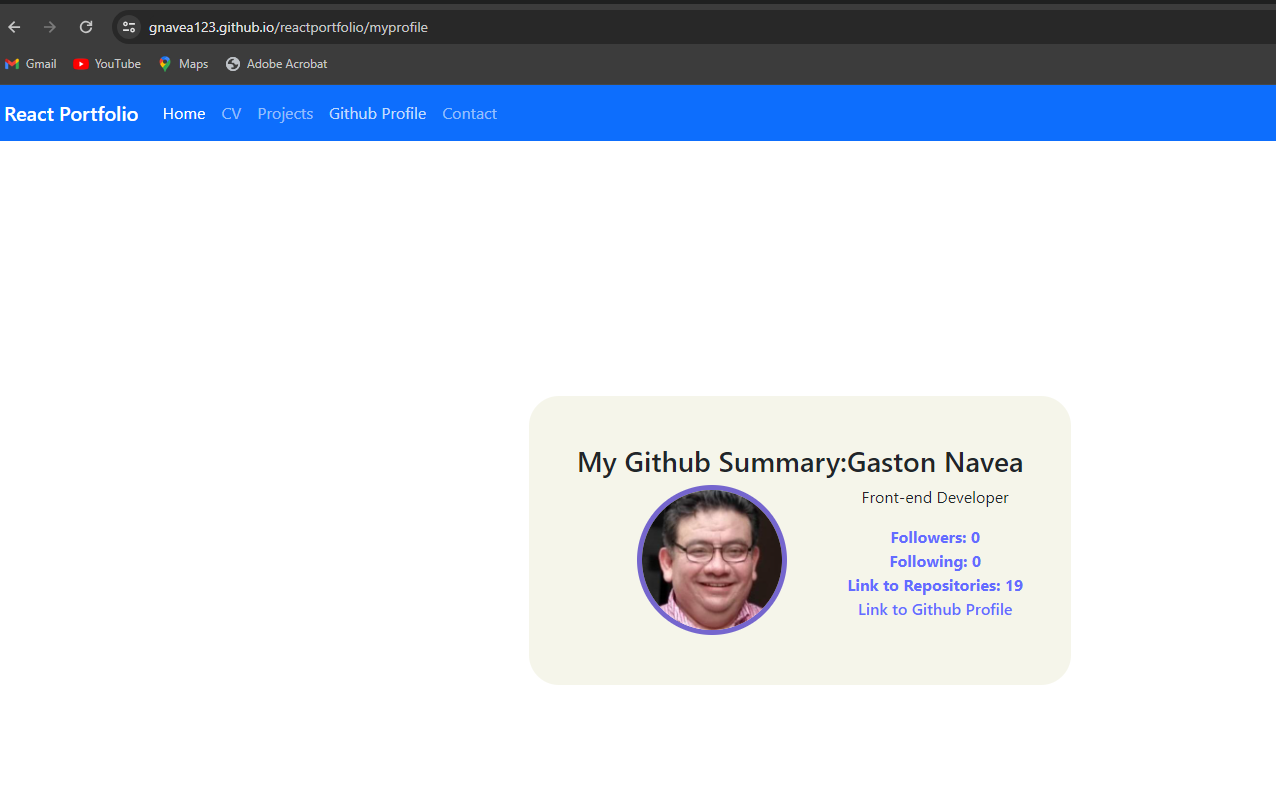 gnavea123.github.io/reactportfolio/myprofile
Gmail YouTube Maps Adobe Acrobat
React Portfolio Home CV Projects Github Profile Contact
My Github Summary:Gaston Navea
Front-end Developer
Followers: 0
Following: 0
Link to Repositories: 19
Link to Github Profile